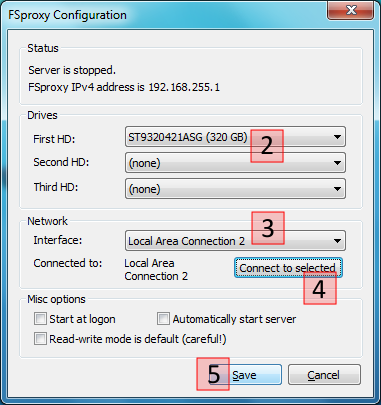 FSproxy Configuration
Status
Server is stopped.
FSproxy IPv4 address is 192.168.255.1
Drives
First HD: ST9320421ASG (320 GB) 2
Second HD: (none)
Third HD: (none)
Network
3
Interface: Local Area Connection 2
Connected to: Local Area Connect to selected
Connection 2
4
Misc options
Start at logon Automatically start server
Read-write mode is default (careful!)
5 Save Cancel